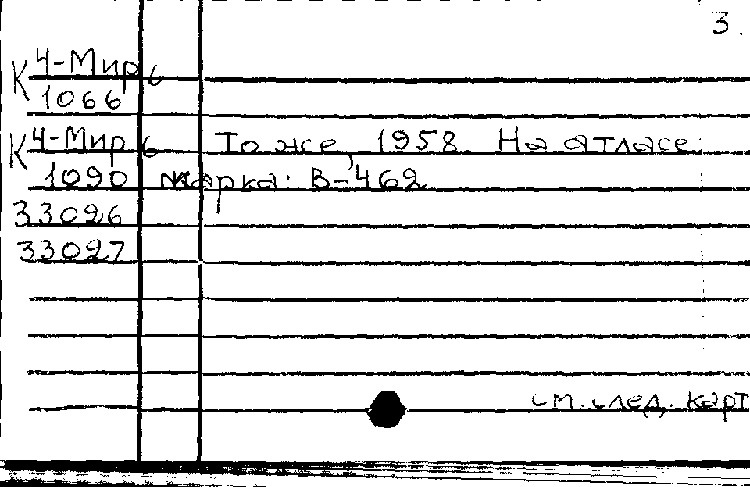 3.
К 4-Мир 6
1066
К 4-Мир 6 То же, 1958. На атласе.
1090 марка: В-462
33026
33027
см. след. карт